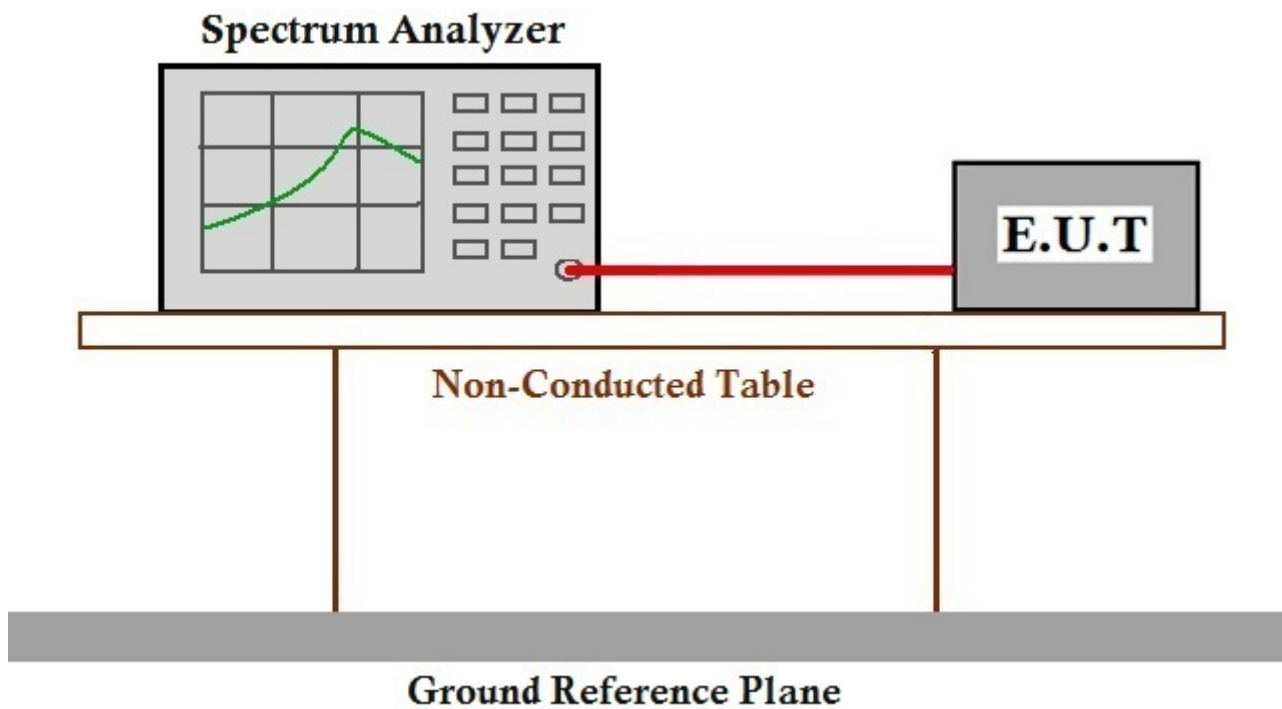 Spectrum Analyzer
E.U.T
Non-Conducted Table
Ground Reference Plane